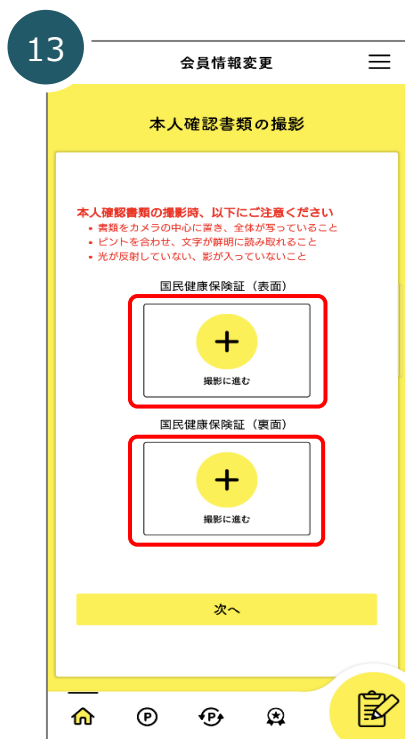 13
会員情報変更
本人確認書類の撮影
本人確認書類の撮影時、以下にご注意ください
• 書類をカメラの中心に置き、全体が写っていること
• ピントを合わせ、文字が鮮明に読み取れること
• 光が反射していない、影が入っていないこと
国民健康保険証（表面）
撮影に進む
国民健康保険証（裏面）
撮影に進む
次へ
P
P